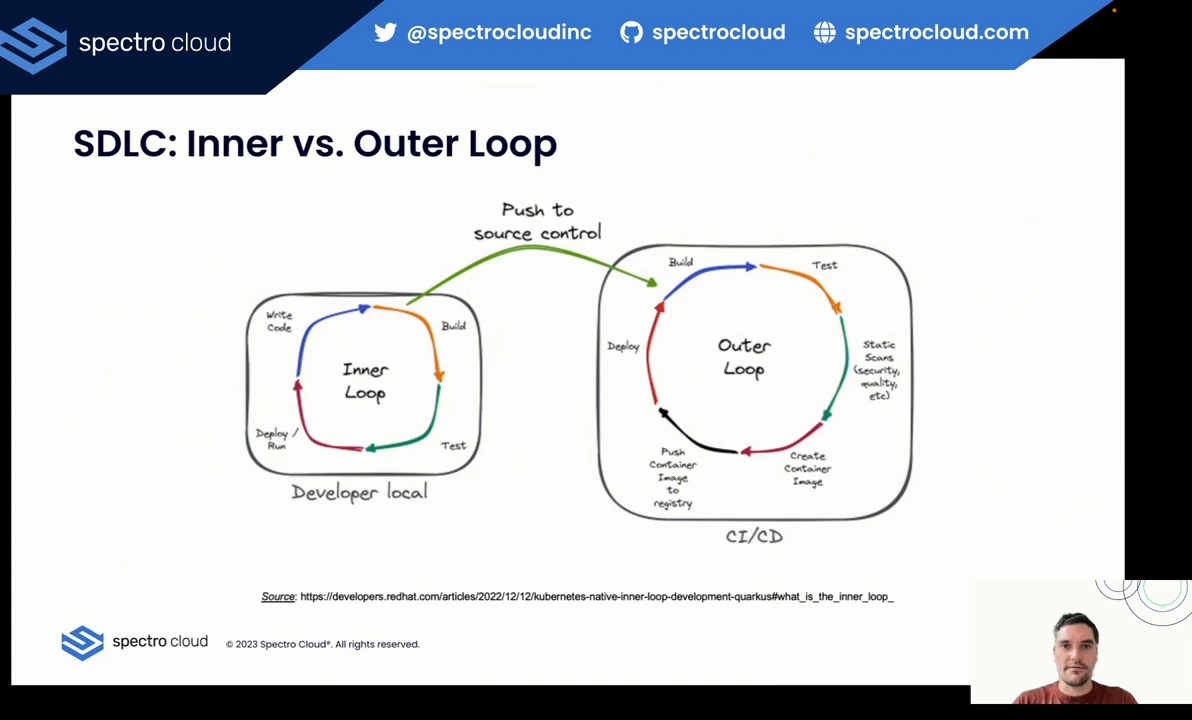 spectro cloud
@spectrocloudinc
spectrocloud
spectrocloud.com
SDLC: Inner vs. Outer Loop
Push to
source control
Write
Code
Build
Inner
Loop
Deploy /
Run
Test
Developer local
Build
Test
Deploy
Outer
Loop
Static
Scans
(security,
quality,
etc)
Push
Container
Image
to
registry
Create
Container
Image
CI/CD
Source: https://developers.redhat.com/articles/2022/12/12/kubernetes-native-inner-loop-development-quarkus#what_is_the_inner_loop_
spectro cloud
© 2023 Spectro Cloud®. All rights reserved.